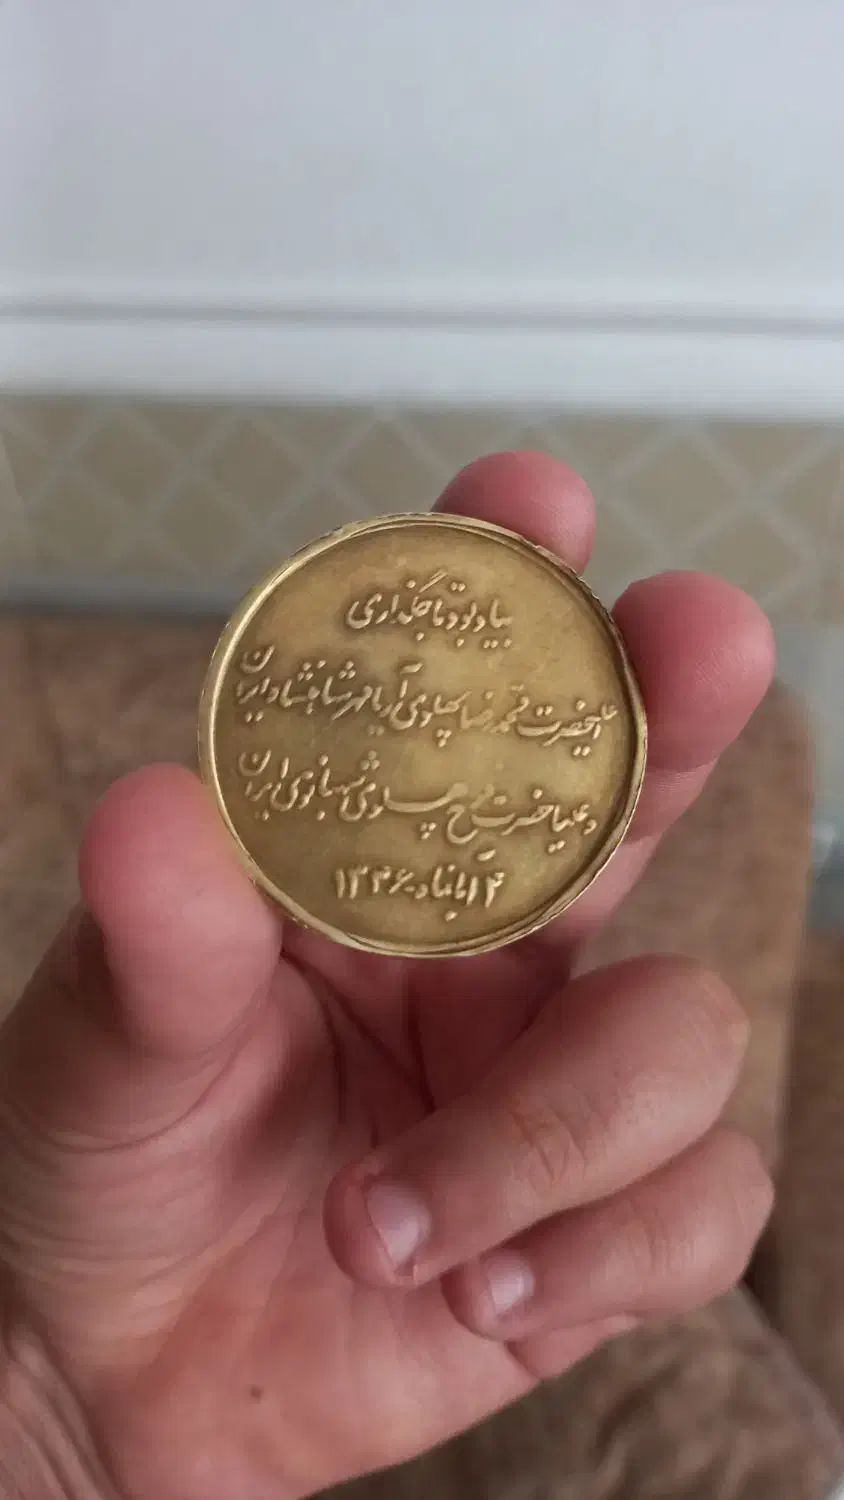 بیادبود تاجگذاری
اعلیحضرت محمدرضا پهلوی آریامهر شاهنشاه ایران
و علیاحضرت فرح پهلوی شهبانوی ایران
۴ آبانماه ۱۳۴۶